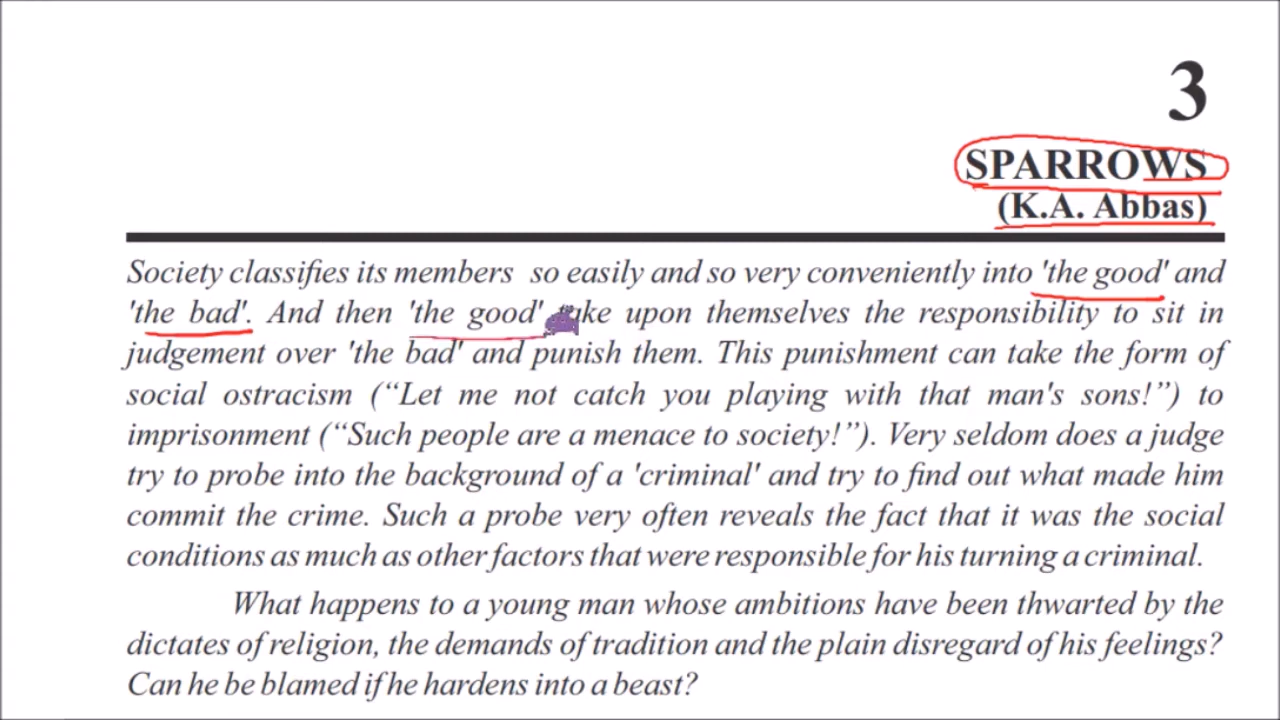 3
SPARROWS
(K.A. Abbas)
Society classifies its members so easily and so very conveniently into 'the good' and
'the bad'. And then 'the good' take upon themselves the responsibility to sit in
judgement over 'the bad' and punish them. This punishment can take the form of
social ostracism (“Let me not catch you playing with that man's sons!”) to
imprisonment (“Such people are a menace to society!”). Very seldom does a judge
try to probe into the background of a 'criminal' and try to find out what made him
commit the crime. Such a probe very often reveals the fact that it was the social
conditions as much as other factors that were responsible for his turning a criminal.
What happens to a young man whose ambitions have been thwarted by the
dictates of religion, the demands of tradition and the plain disregard of his feelings?
Can he be blamed if he hardens into a beast?